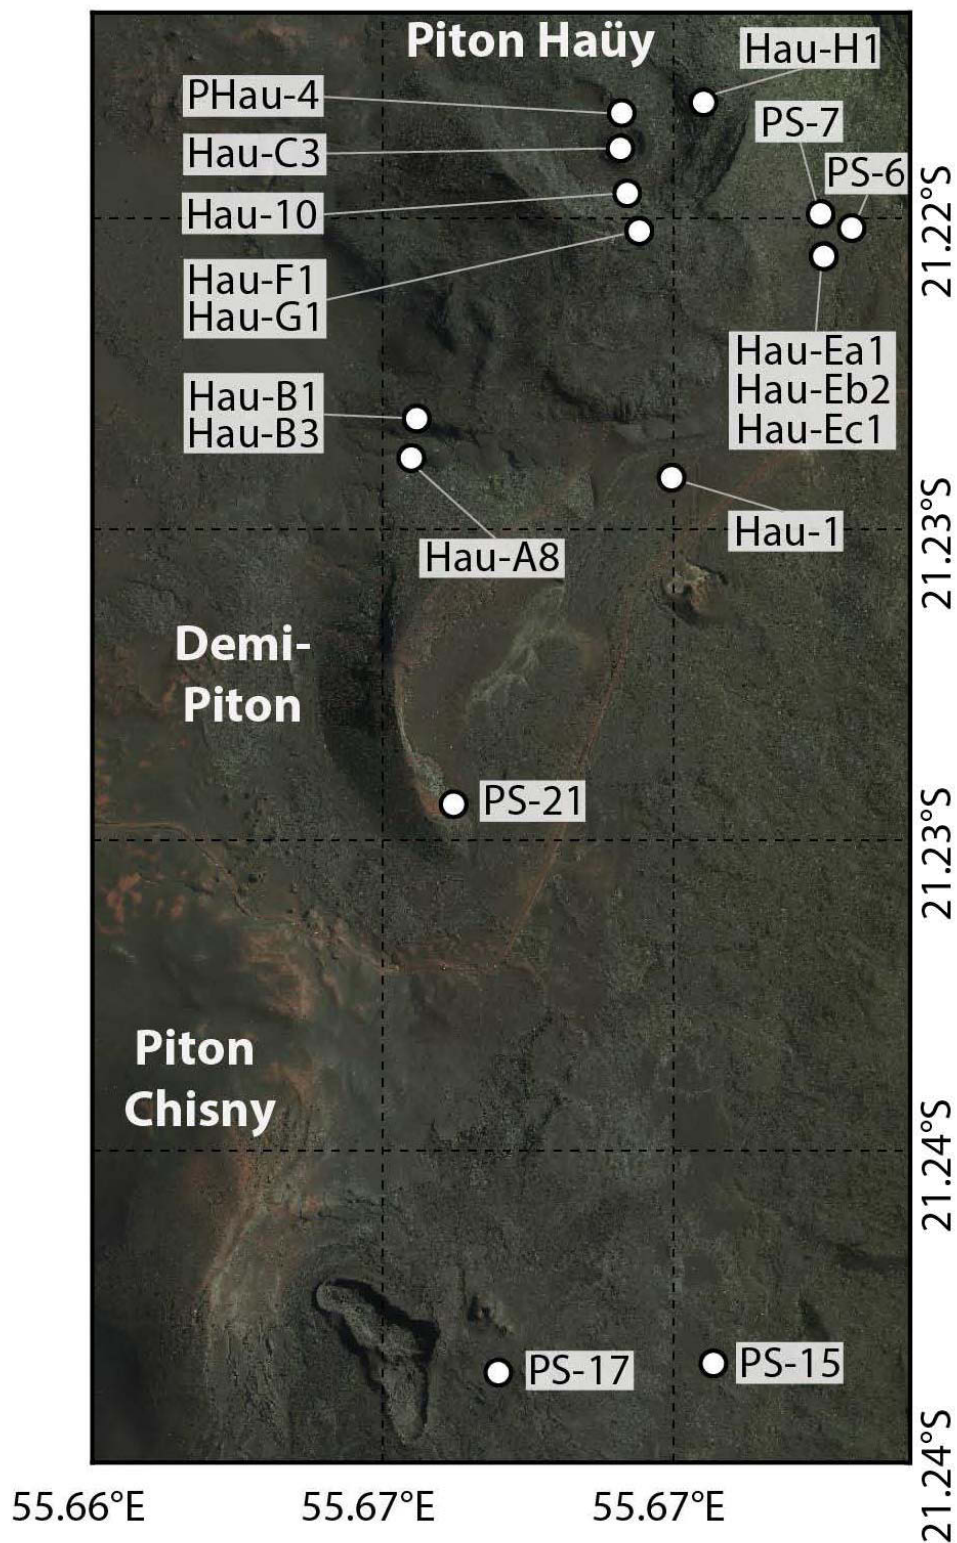 Piton Haüy
Hau-H1
PHau-4
PS-7
Hau-C3
PS-6
Hau-10
21.22°S
Hau-F1
Hau-G1
Hau-Ea1
Hau-Eb2
Hau-Ec1
Hau-B1
Hau-B3
Hau-1
21.23°S
Hau-A8
Demi-
Piton
PS-21
21.23°S
Piton
Chisny
21.24°S
PS-17
PS-15
21.24°S
55.66°E
55.67°E
55.67°E